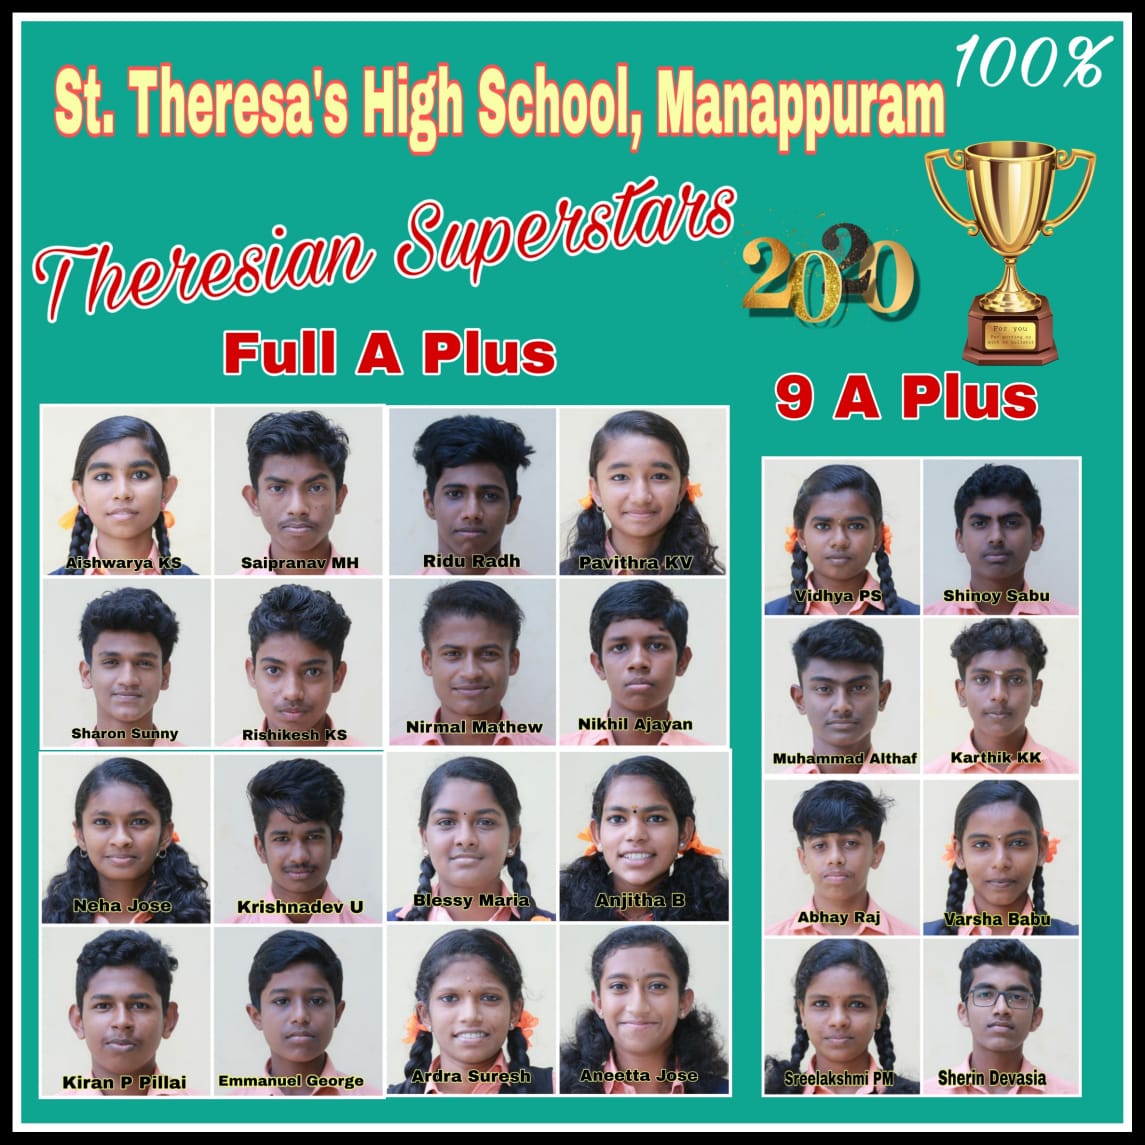 100%
St. Theresa's High School, Manappuram
Theresian Superstars
2020
For you
Full A Plus
9 A Plus
Aishwarya KS
Saipranav MH
Ridu Radh
Pavithra KV
Sharon Sunny
Rishikesh KS
Nirmal Mathew
Nikhil Ajayan
Neha Jose
Krishnadev U
Blessy Maria
Anjitha B
Kiran P Pillai
Emmanuel George
Ardra Suresh
Aneetta Jose
Vidhya PS
Shinoy Sabu
Muhammad Althaf
Karthik KK
Abhay Raj
Varsha Babu
Sreelakshmi PM
Sherin Devasia